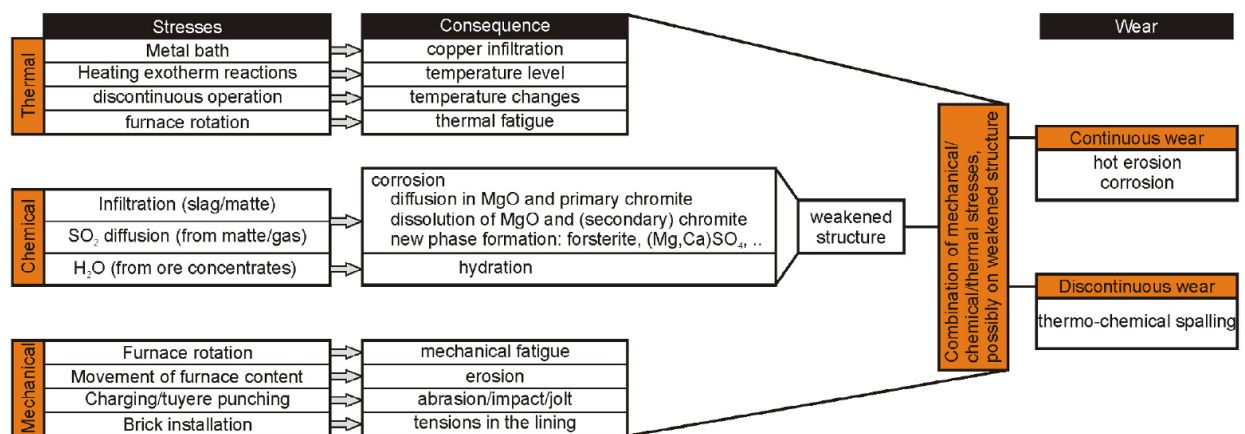 Stresses
Consequence
Wear
Thermal
Metal bath
copper infiltration
Heating exotherm reactions
temperature level
discontinuous operation
temperature changes
furnace rotation
thermal fatigue
Chemical
Infiltration (slag/matte)
SO₂ diffusion (from matte/gas)
H₂O (from ore concentrates)
corrosion
diffusion in MgO and primary chromite
dissolution of MgO and (secondary) chromite
new phase formation: forsterite, (Mg,Ca)SO₄, ..
hydration
weakened
structure
Mechanical
Furnace rotation
mechanical fatigue
Movement of furnace content
erosion
Charging/tuyere punching
abrasion/impact/jolt
Brick installation
tensions in the lining
Combination of mechanical/
chemical/thermal stresses,
possibly on weakened structure
Continuous wear
hot erosion
corrosion
Discontinuous wear
thermo-chemical spalling